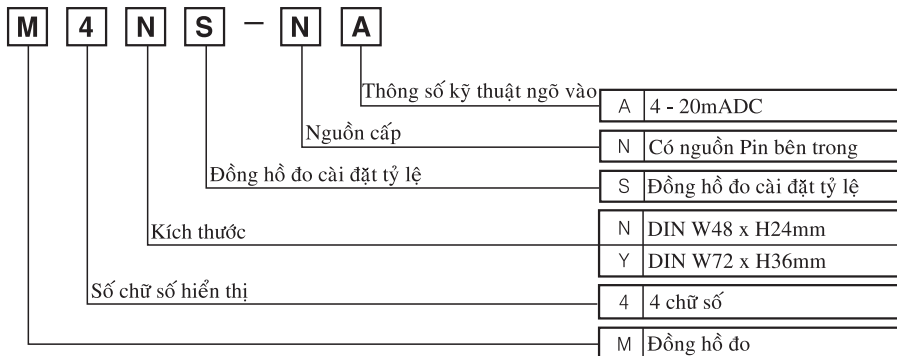 M 4 N S - N A
Thông số kỹ thuật ngõ vào
A 4 - 20mADC
Nguồn cấp
N Có nguồn Pin bên trong
Đồng hồ đo cài đặt tỷ lệ
S Đồng hồ đo cài đặt tỷ lệ
Kích thước
N DIN W48 x H24mm
Y DIN W72 x H36mm
Số chữ số hiển thị
4 4 chữ số
M Đồng hồ đo